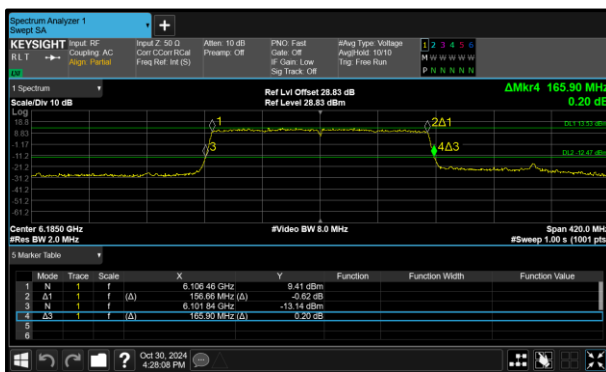 Spectrum Analyzer 1
Swept SA
+
KEYSIGHT Input: RF Input Z: 50 Ω Atten: 10 dB PNO: Fast #Avg Type: Voltage 1 2 3 4 5 6
RLT Coupling: AC Corr CCorr RCal Preamp: Off Gate: Off Avg|Hold: 10/10 M W W W W W
Align: Partial Freq Ref: Int (S) IF Gain: Low Trig: Free Run P N N N N N
Sig Track: Off
1 Spectrum Ref Lvl Offset 28.83 dB ΔMkr4 165.90 MHz
Scale/Div 10 dB Ref Level 28.83 dBm 0.20 dB
Log
18.8 1 2Δ1 DL1 13.53 dBm
8.83
-1.17 3 4Δ3
-11.2 DL2 -12.47 dBm
-21.2
-31.2
-41.2
-51.2
-61.2
Center 6.1850 GHz #Video BW 8.0 MHz Span 420.0 MHz
#Res BW 2.0 MHz #Sweep 1.00 s (1001 pts)
5 Marker Table
Mode Trace Scale X Y Function Function Width Function Value
1 N 1 f 6.106 46 GHz 9.41 dBm
2 Δ1 1 f (Δ) 156.66 MHz (Δ) -0.62 dB
3 N 1 f 6.101 84 GHz -13.14 dBm
4 Δ3 1 f (Δ) 165.90 MHz (Δ) 0.20 dB
5
6
? Oct 30, 2024
4:28:08 PM